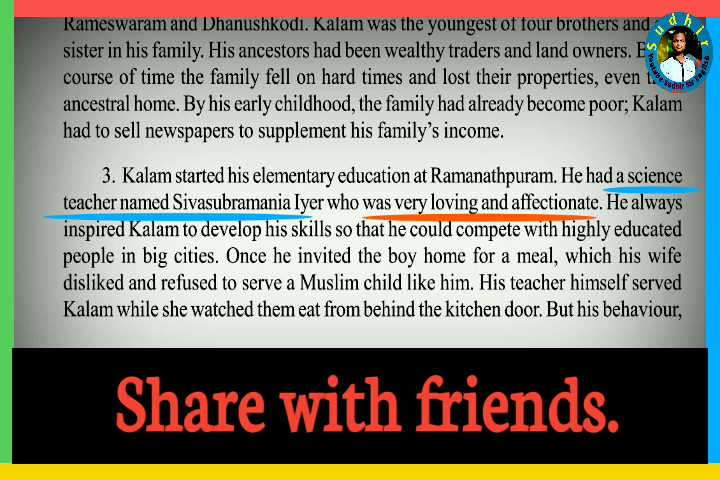 Rameswaram and Dhanushkodi. Kalam was the youngest of four brothers and
sister in his family. His ancestors had been wealthy traders and land owners.
course of time the family fell on hard times and lost their properties, even
ancestral home. By his early childhood, the family had already become poor; Kalam
had to sell newspapers to supplement his family's income.
3. Kalam started his elementary education at Ramanathpuram. He had a science
teacher named Sivasubramania Iyer who was very loving and affectionate. He always
inspired Kalam to develop his skills so that he could compete with highly educated
people in big cities. Once he invited the boy home for a meal, which his wife
disliked and refused to serve a Muslim child like him. His teacher himself served
Kalam while she watched them eat from behind the kitchen door. But his behaviour,
Share with friends.
Sudhir